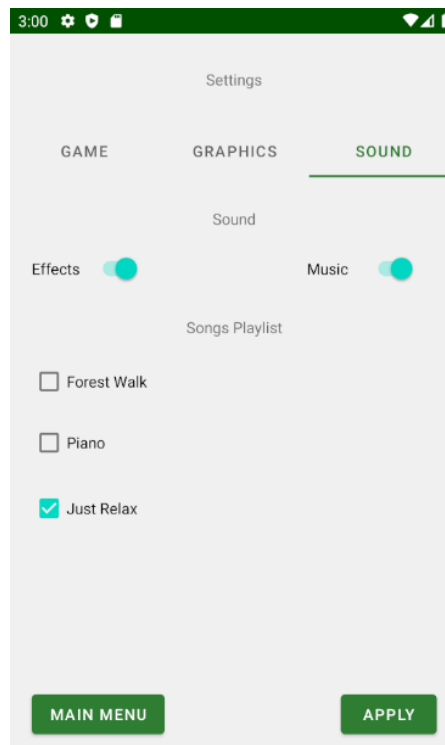 3:00
Settings
GAME GRAPHICS SOUND
Sound
Effects Music
Songs Playlist
Forest Walk
Piano
Just Relax
MAIN MENU APPLY